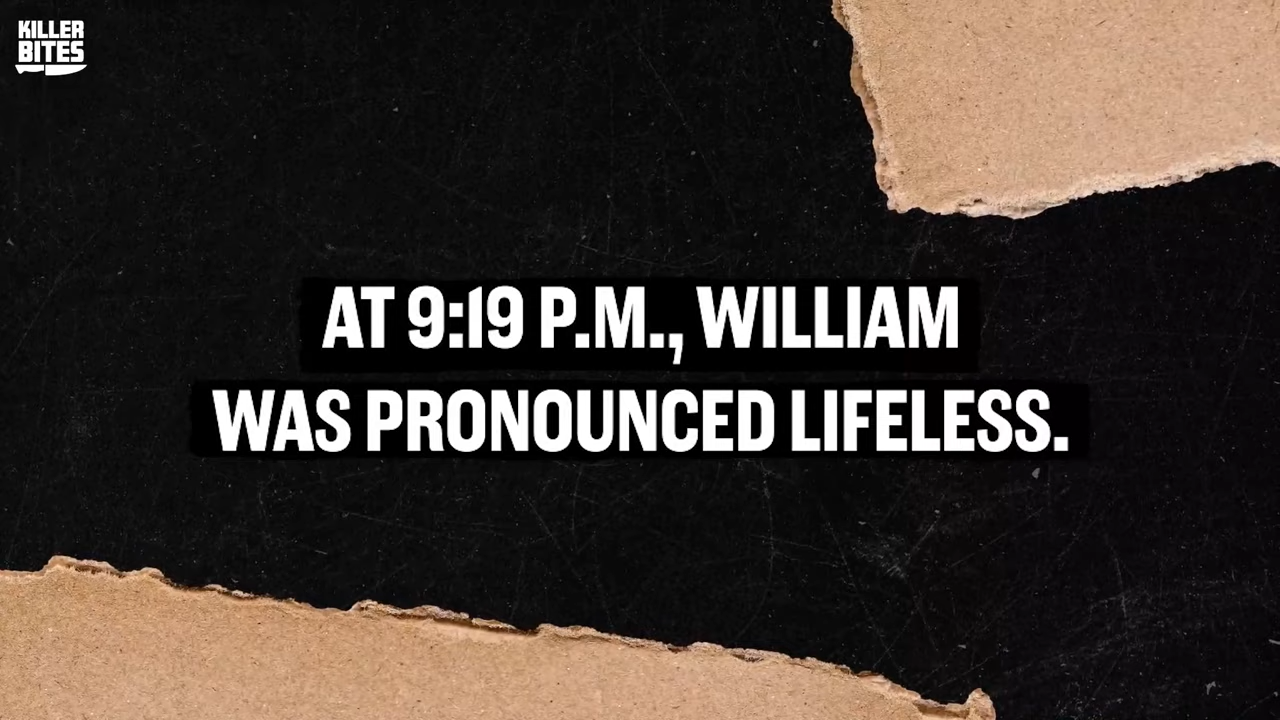 KILLER
BITES
AT 9:19 P.M., WILLIAM
WAS PRONOUNCED LIFELESS.